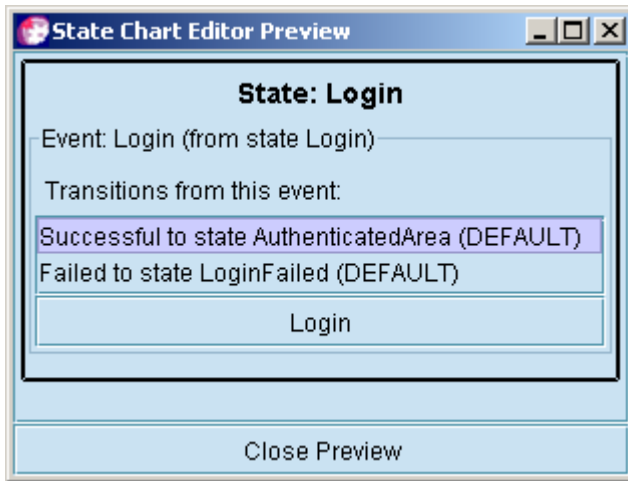 State Chart Editor Preview
State: Login
Event: Login (from state Login)
Transitions from this event:
Successful to state AuthenticatedArea (DEFAULT)
Failed to state LoginFailed (DEFAULT)
Login
Close Preview